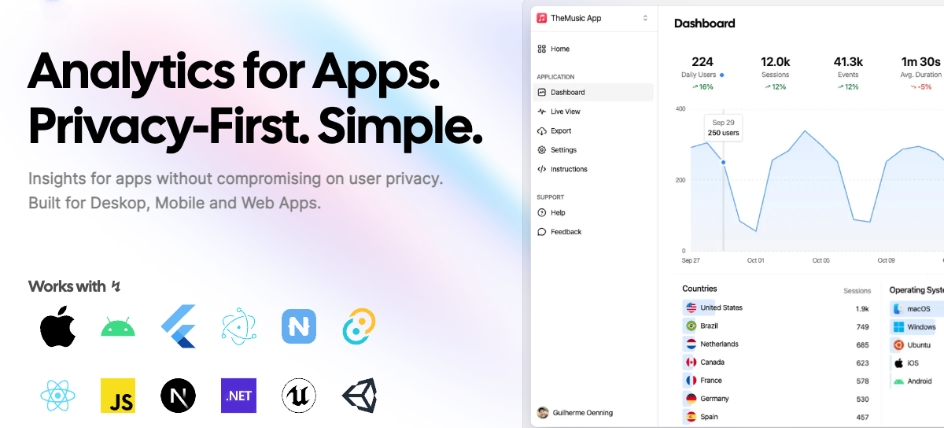 Analytics for Apps.
Privacy-First. Simple.
Insights for apps without compromising on user privacy.
Built for Deskop, Mobile and Web Apps.
Works with
N
JS
N
.NET
TheMusic App
Home
APPLICATION
Dashboard
Live View
Export
Settings
Instructions
SUPPORT
Help
Feedback
Guilherme Oenning
Dashboard
224
Daily Users
16%
12.0k
Sessions
12%
41.3k
Events
12%
1m 30s
Avg. Duration
-5%
400
200
0
Sep 29
250 users
Sep 27
Oct 01
Oct 05
Oct 09
Countries Sessions
United States 1.9k
Brazil 749
Netherlands 685
Canada 623
France 578
Germany 530
Spain 457
Operating Syste
macOS
Windows
Ubuntu
iOS
Android